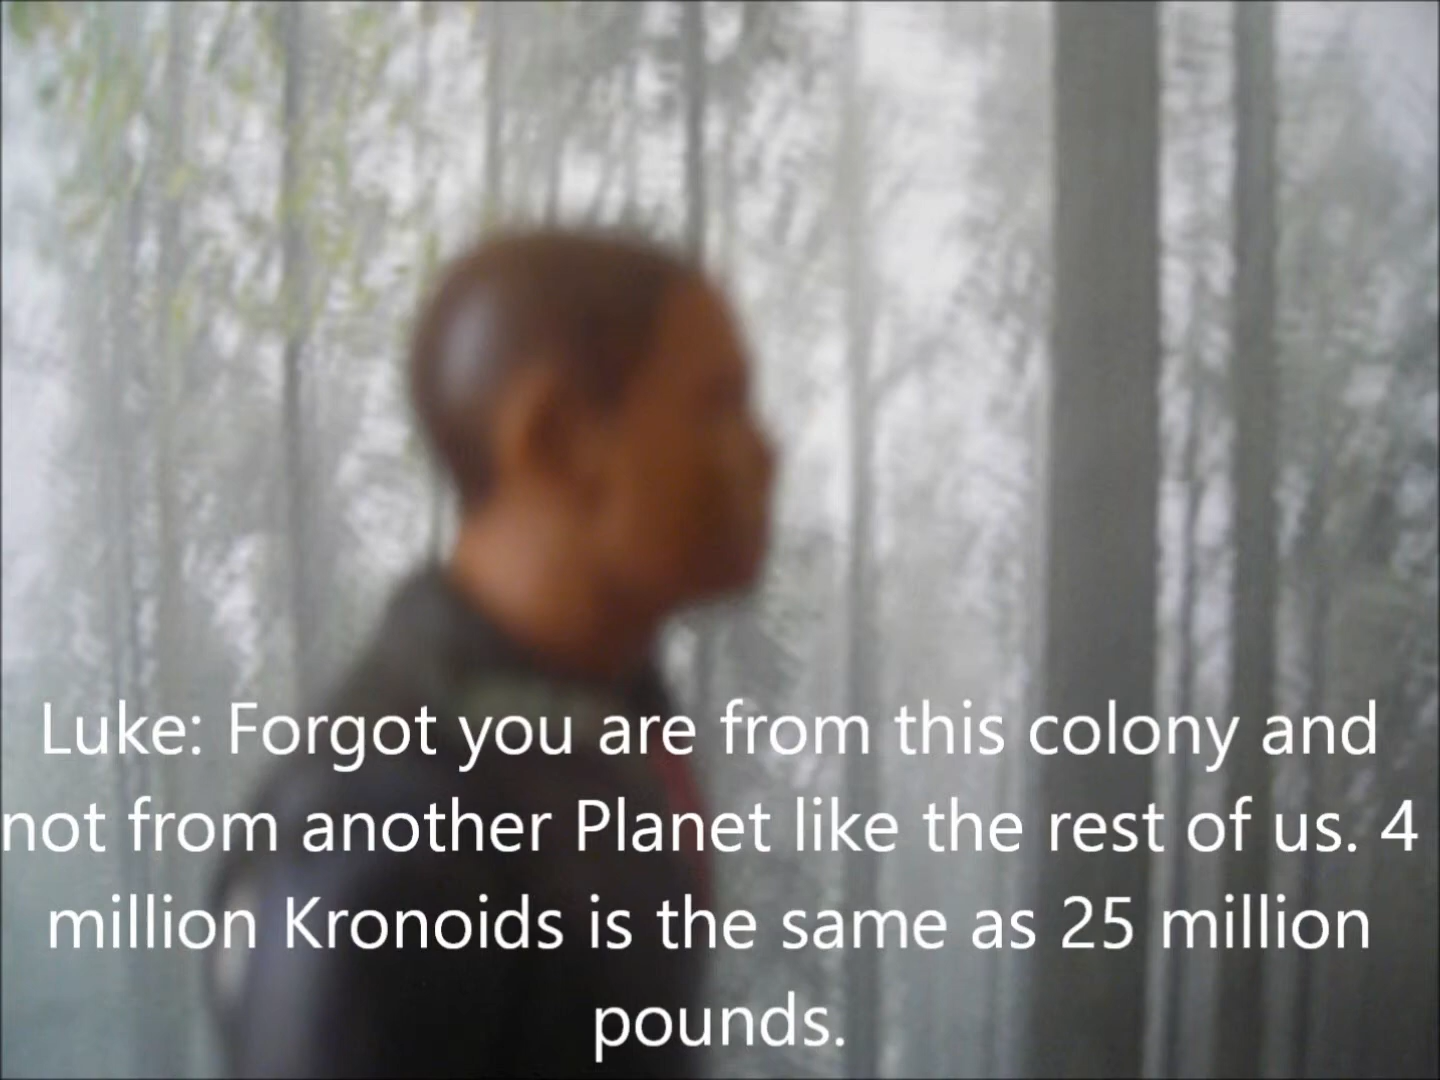 Luke: Forgot you are from this colony and
not from another Planet like the rest of us. 4
million Kronoids is the same as 25 million
pounds.